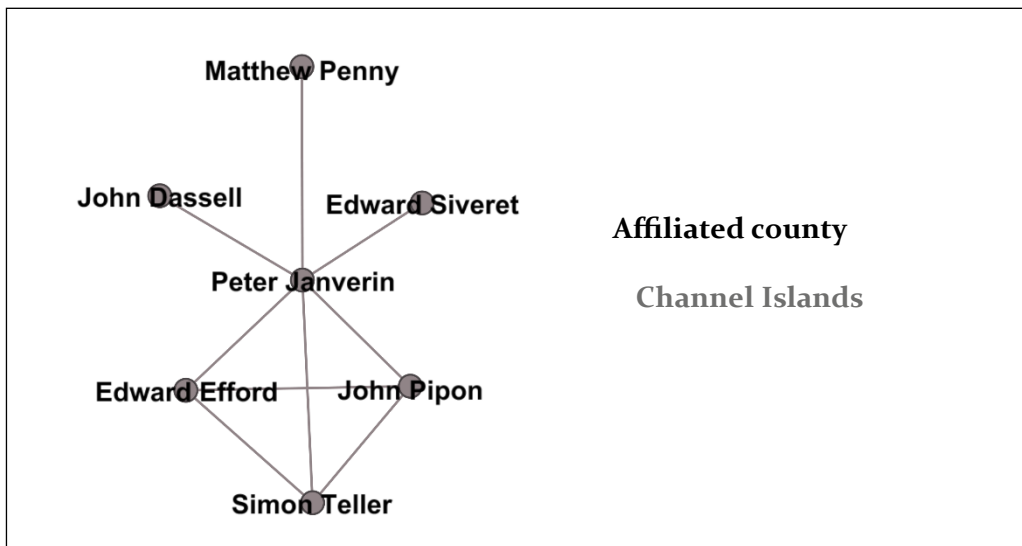 Matthew Penny
John Dassell
Edward Siveret
Peter Janverin
Edward Efford
John Pipon
Simon Teller
Affiliated county
Channel Islands